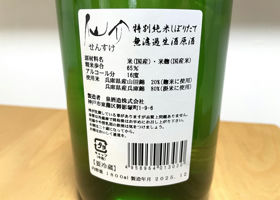 仙介
せんすけ
特別純米しぼりたて
無濾過生酒原酒
原材料名 米(国産)・米麹(国産米)
精米歩合 65%
アルコール分 16度
使用米 兵庫県産山田錦 20%(麹米に使用)
兵庫県産兵庫錦 80%(掛米に使用)
製造者 泉酒造株式会社
神戸市東灘区御影塚町1-9-6
【要冷蔵】
1800ml
製造年月 2025.12